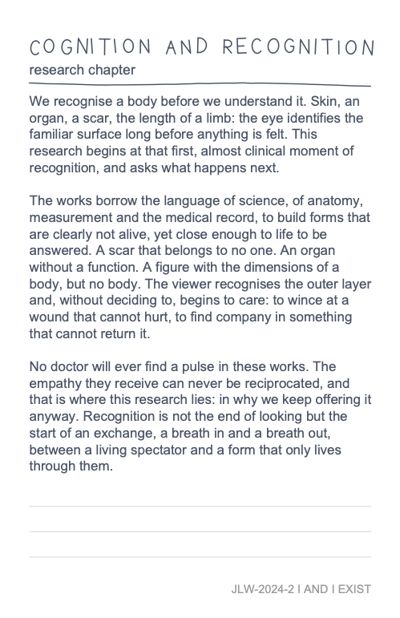 COGNITION AND RECOGNITION
research chapter
We recognise a body before we understand it. Skin, an
organ, a scar, the length of a limb: the eye identifies the
familiar surface long before anything is felt. This
research begins at that first, almost clinical moment of
recognition, and asks what happens next.
The works borrow the language of science, of anatomy,
measurement and the medical record, to build forms that
are clearly not alive, yet close enough to life to be
answered. A scar that belongs to no one. An organ
without a function. A figure with the dimensions of a
body, but no body. The viewer recognises the outer layer
and, without deciding to, begins to care: to wince at a
wound that cannot hurt, to find company in something
that cannot return it.
No doctor will ever find a pulse in these works. The
empathy they receive can never be reciprocated, and
that is where this research lies: in why we keep offering it
anyway. Recognition is not the end of looking but the
start of an exchange, a breath in and a breath out,
between a living spectator and a form that only lives
through them.
JLW-2024-2 I AND I EXIST